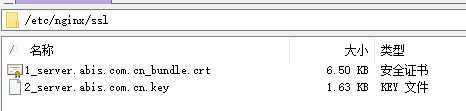 /etc/nginx/ssl
/ 名称 大小 类型
1_server.abis.com.cn_bundle.crt 6.50 KB 安全证书
2_server.abis.com.cn.key 1.63 KB KEY 文件